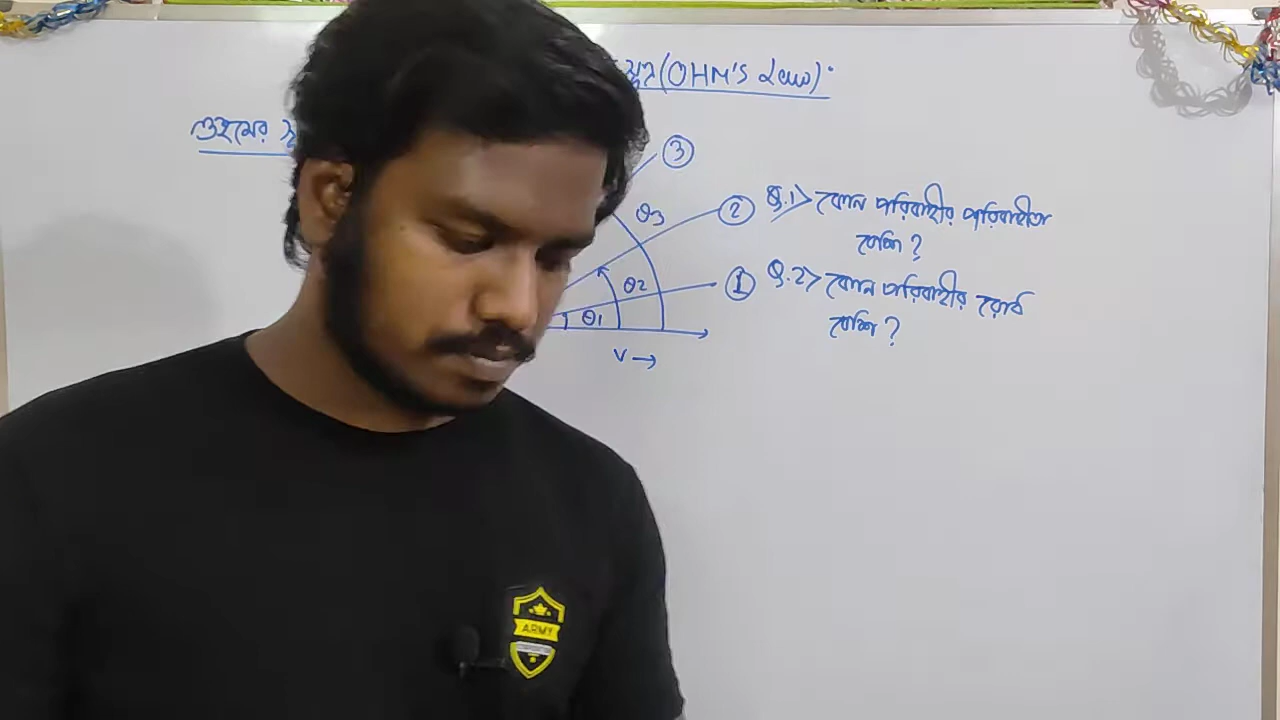 সূত্র (OHM'S Law)
ওহমের
3
θ3
2
Q.1> কোন পরিবাহীর পরিবাহীতা
বেশি ?
θ2
1
Q.2> কোন পরিবাহীর রোধ
বেশি ?
θ1
V →
ARMY